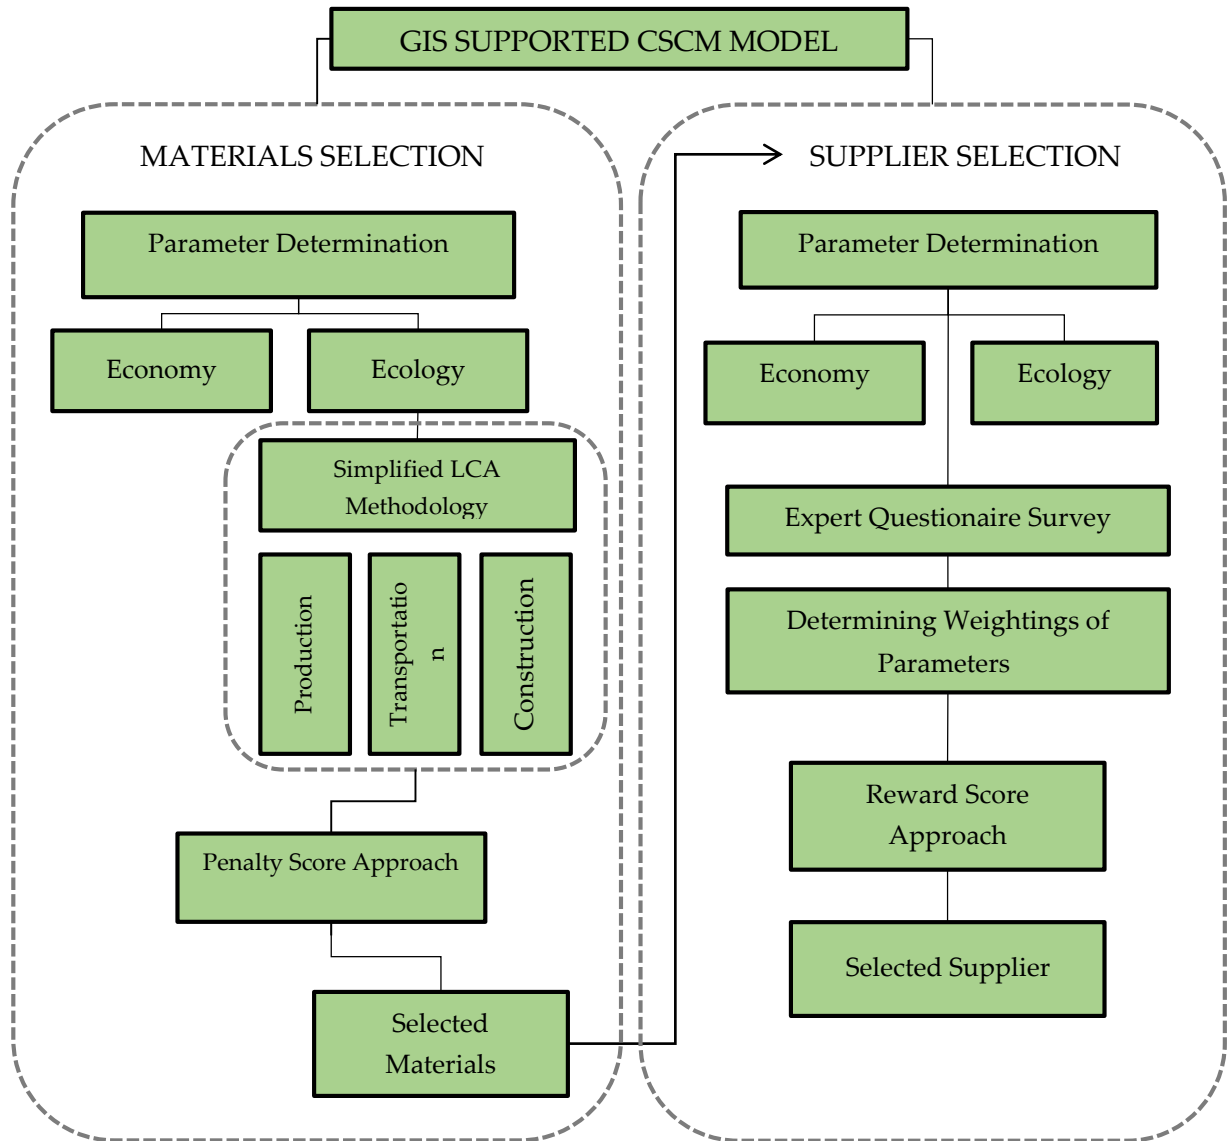 GIS SUPPORTED CSCM MODEL
MATERIALS SELECTION
Parameter Determination
Economy
Ecology
Simplified LCA
Methodology
Production
Transportatio
n
Construction
Penalty Score Approach
Selected
Materials
SUPPLIER SELECTION
Parameter Determination
Economy
Ecology
Expert Questionaire Survey
Determining Weightings of
Parameters
Reward Score
Approach
Selected Supplier